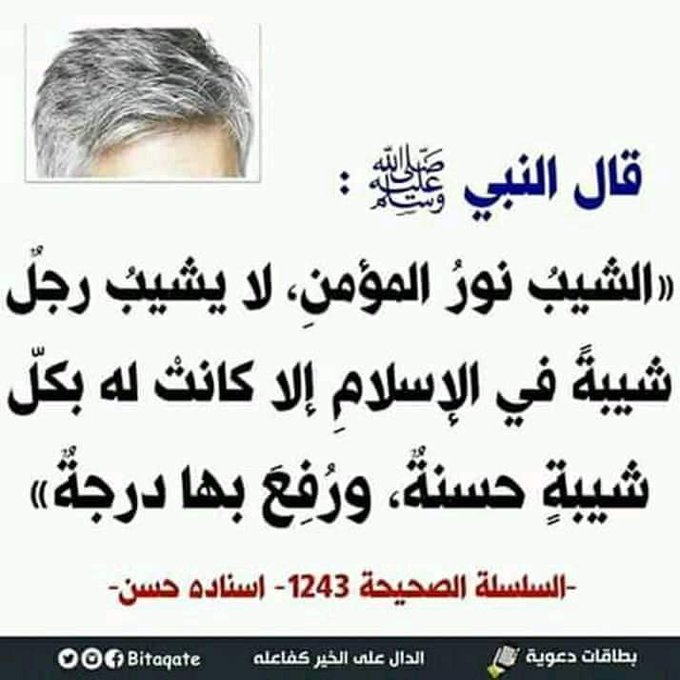 قال النبي ﷺ :
«الشيبُ نورُ المؤمنِ، لا يشيبُ رجلٌ
شيبةً في الإسلامِ إلا كانتْ له بكلّ
شيبةٍ حسنةٌ، ورُفِعَ بها درجةٌ»
-السلسلة الصحيحة 1243- اسناده حسن-
بطاقات دعوية الدال على الخير كفاعله Bitaqate